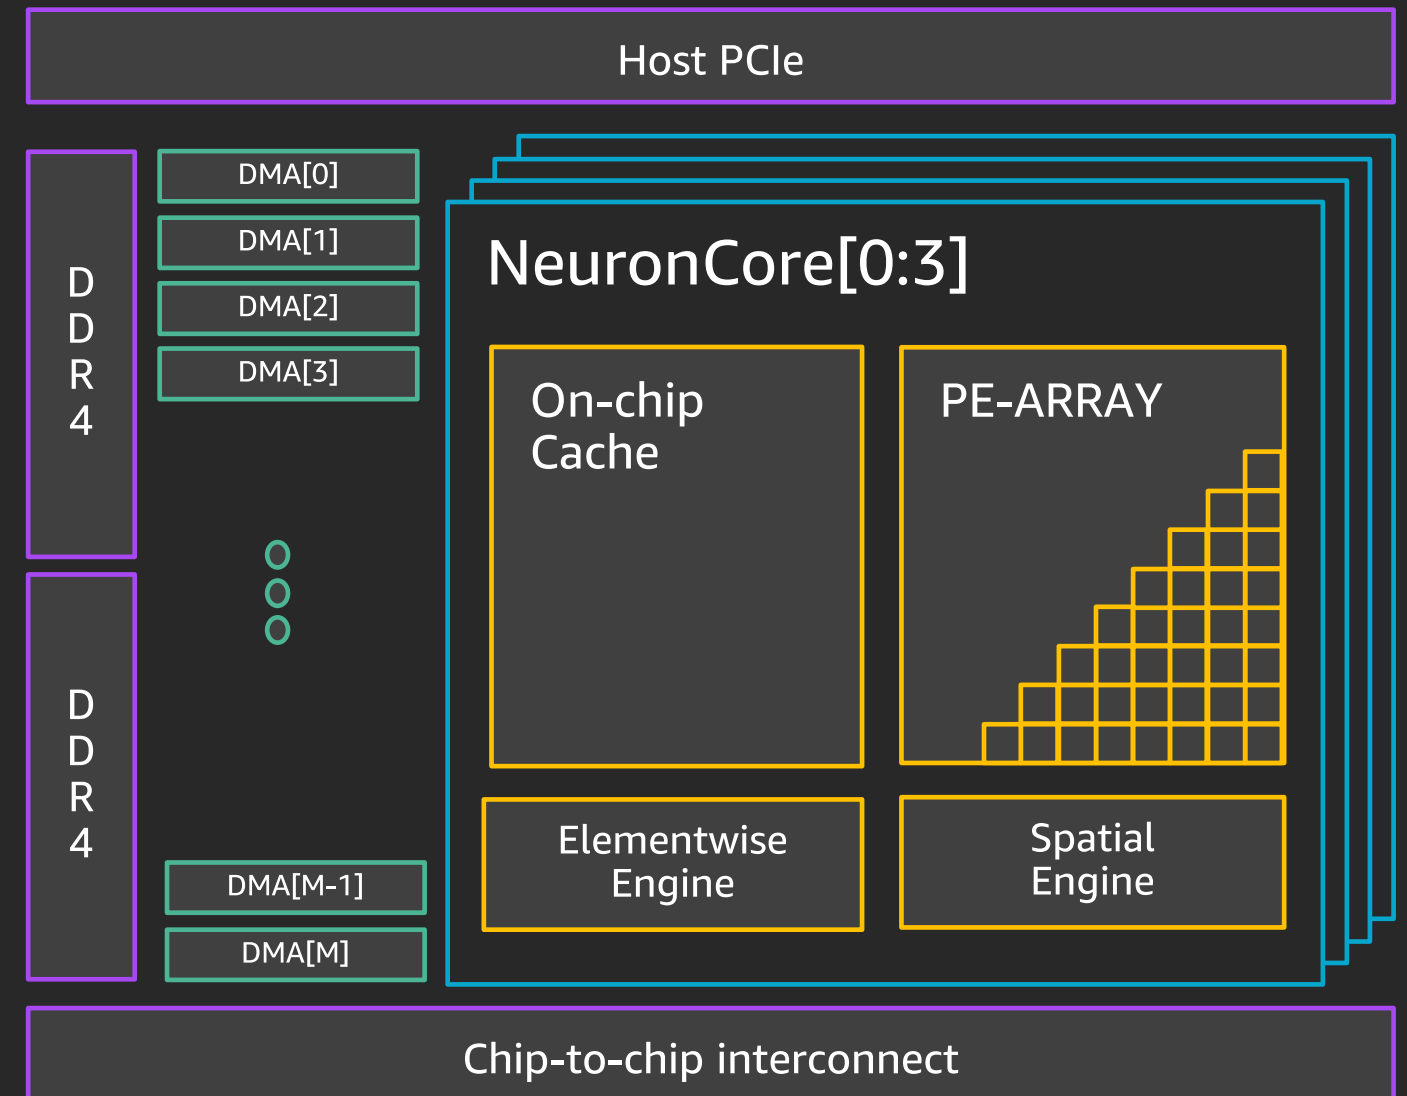 Host PCIe
D
D
R
4
D
D
R
4
DMA[0]
DMA[1]
DMA[2]
DMA[3]
DMA[M-1]
DMA[M]
NeuronCore[0:3]
On-chip
Cache
PE-ARRAY
Elementwise
Engine
Spatial
Engine
Chip-to-chip interconnect